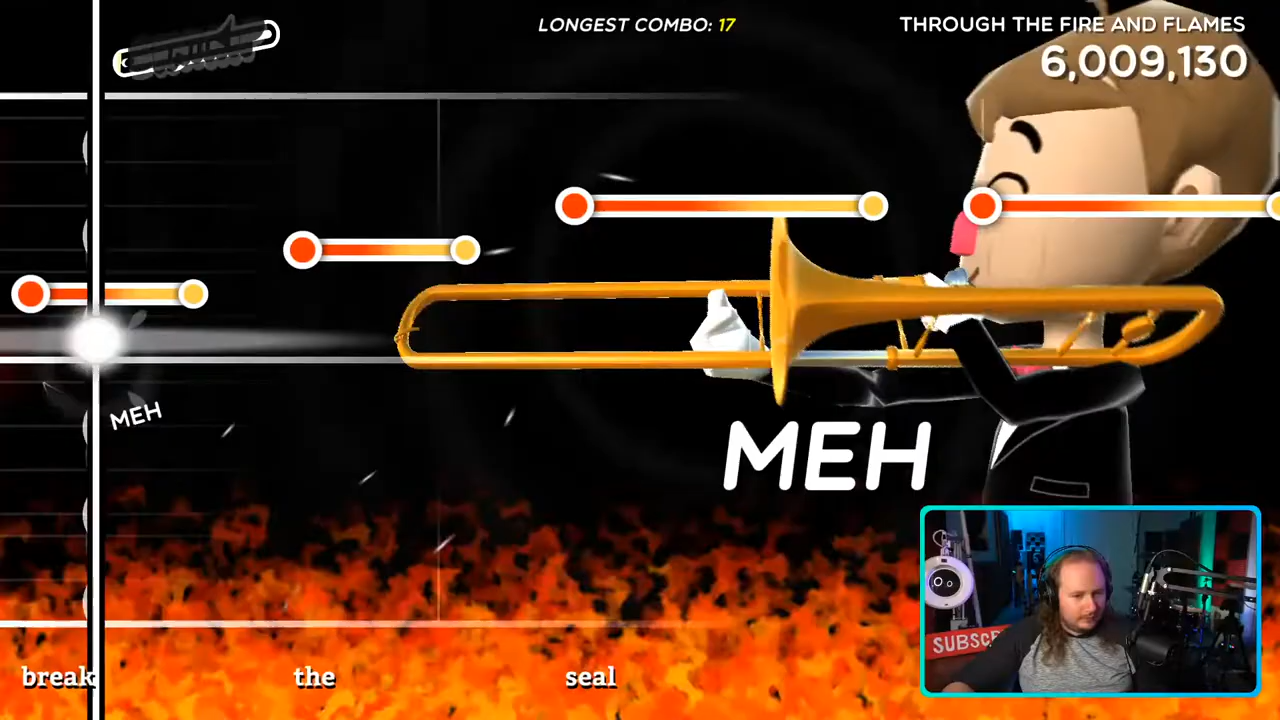 LONGEST COMBO: 17
THROUGH THE FIRE AND FLAMES
6,009,130
MEH
MEH
break
the
seal